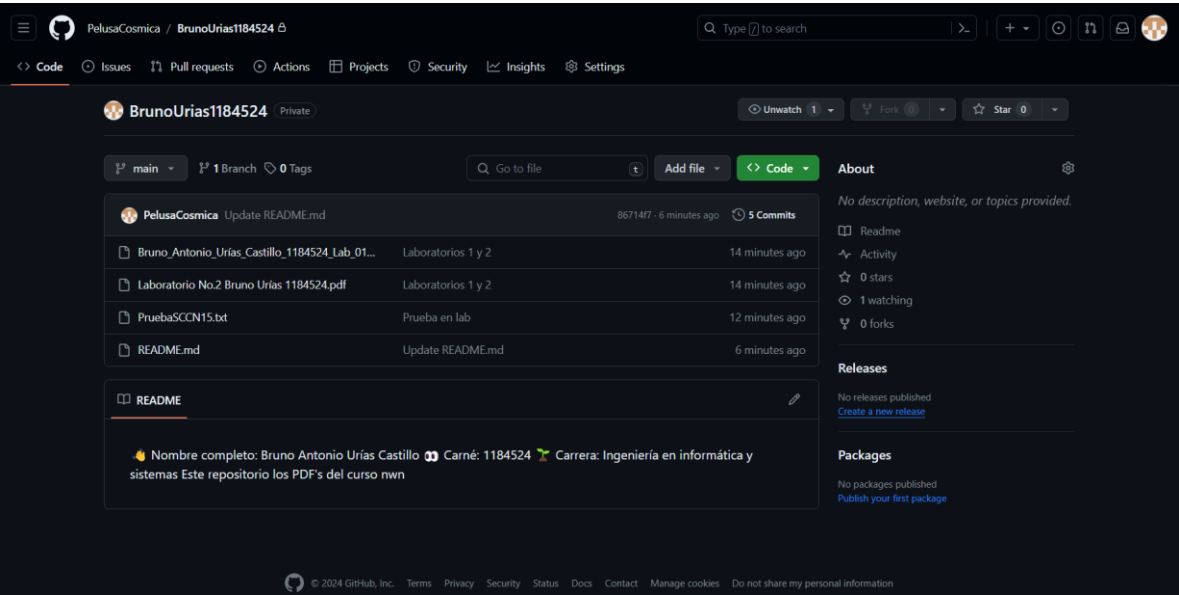 PelusaCosmica / BrunoUrias1184524
Type / to search
Code Issues Pull requests Actions Projects Security Insights Settings
BrunoUrias1184524 Private
Unwatch 1 Fork 0 Star 0
main 1 Branch 0 Tags Go to file t Add file Code
PelusaCosmica Update README.md 86714f7 · 6 minutes ago 5 Commits
Bruno_Antonio_Urías_Castillo_1184524_Lab_01... Laboratorios 1 y 2 14 minutes ago
Laboratorio No.2 Bruno Urías 1184524.pdf Laboratorios 1 y 2 14 minutes ago
PruebaSCCN15.txt Prueba en lab 12 minutes ago
README.md Update README.md 6 minutes ago
README
👋 Nombre completo: Bruno Antonio Urías Castillo 👀 Carné: 1184524 🌱 Carrera: Ingeniería en informática y
sistemas Este repositorio los PDF's del curso nwn
About
No description, website, or topics provided.
Readme
Activity
0 stars
1 watching
0 forks
Releases
No releases published
Create a new release
Packages
No packages published
Publish your first package
© 2024 GitHub, Inc. Terms Privacy Security Status Docs Contact Manage cookies Do not share my personal information